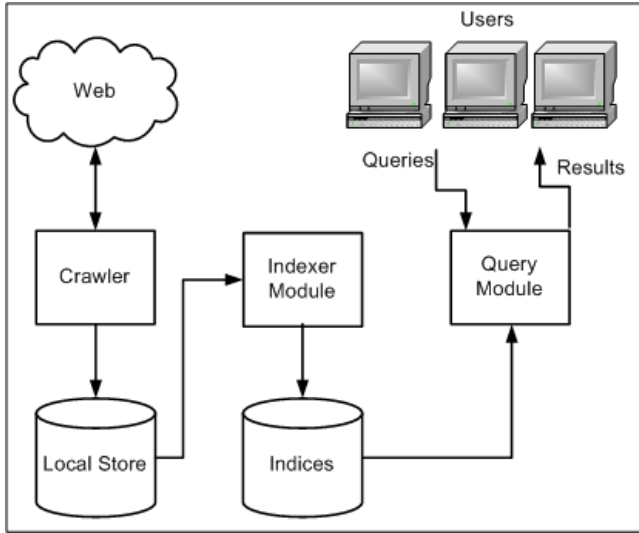 Users
Web
Queries
Results
Crawler
Indexer
Module
Query
Module
Local Store
Indices